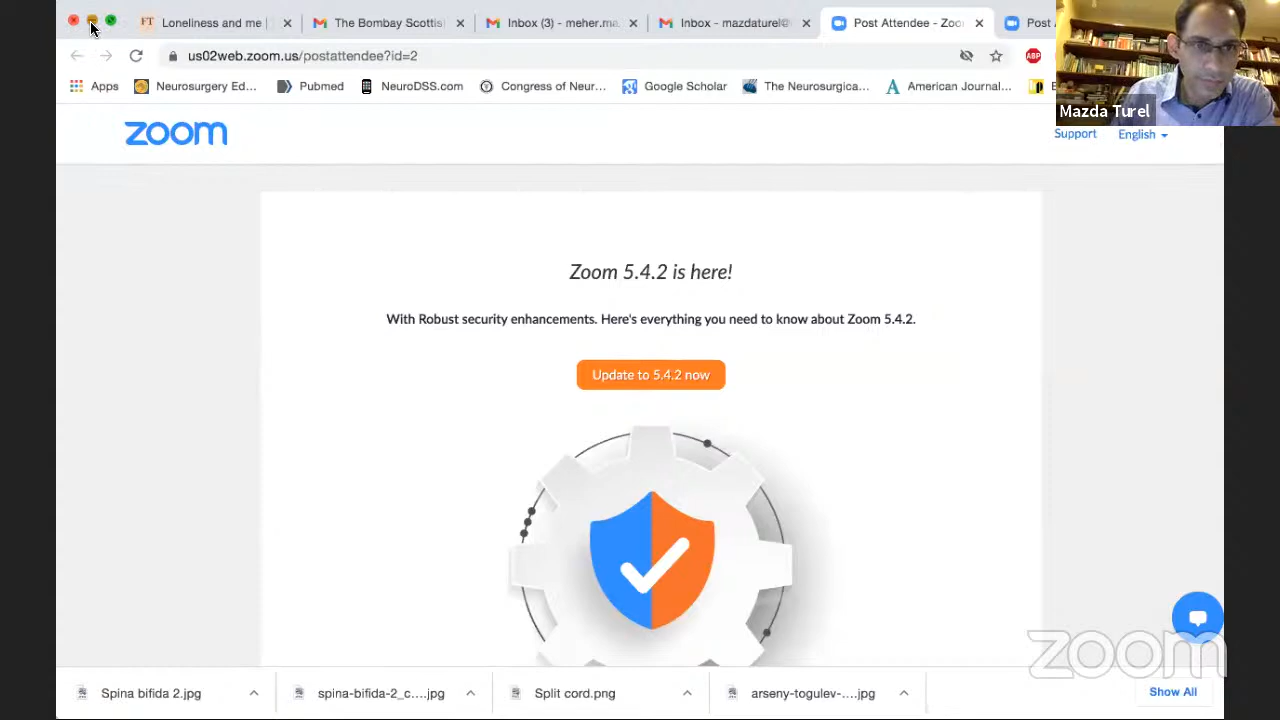 FT Loneliness and me
The Bombay Scottis
Inbox (3) - meher.ma
Inbox - mazdaturel@
Post Attendee - Zoo
Post A
us02web.zoom.us/postattendee?id=2
ABP
Apps
Neurosurgery Ed...
Pubmed
NeuroDSS.com
Congress of Neur...
Google Scholar
The Neurosurgica...
American Journal...
Mazda Turel
zoom
Support
English
Zoom 5.4.2 is here!
With Robust security enhancements. Here's everything you need to know about Zoom 5.4.2.
Update to 5.4.2 now
zoom
Spina bifida 2.jpg
spina-bifida-2_c....jpg
Split cord.png
arseny-togulev-....jpg
Show All